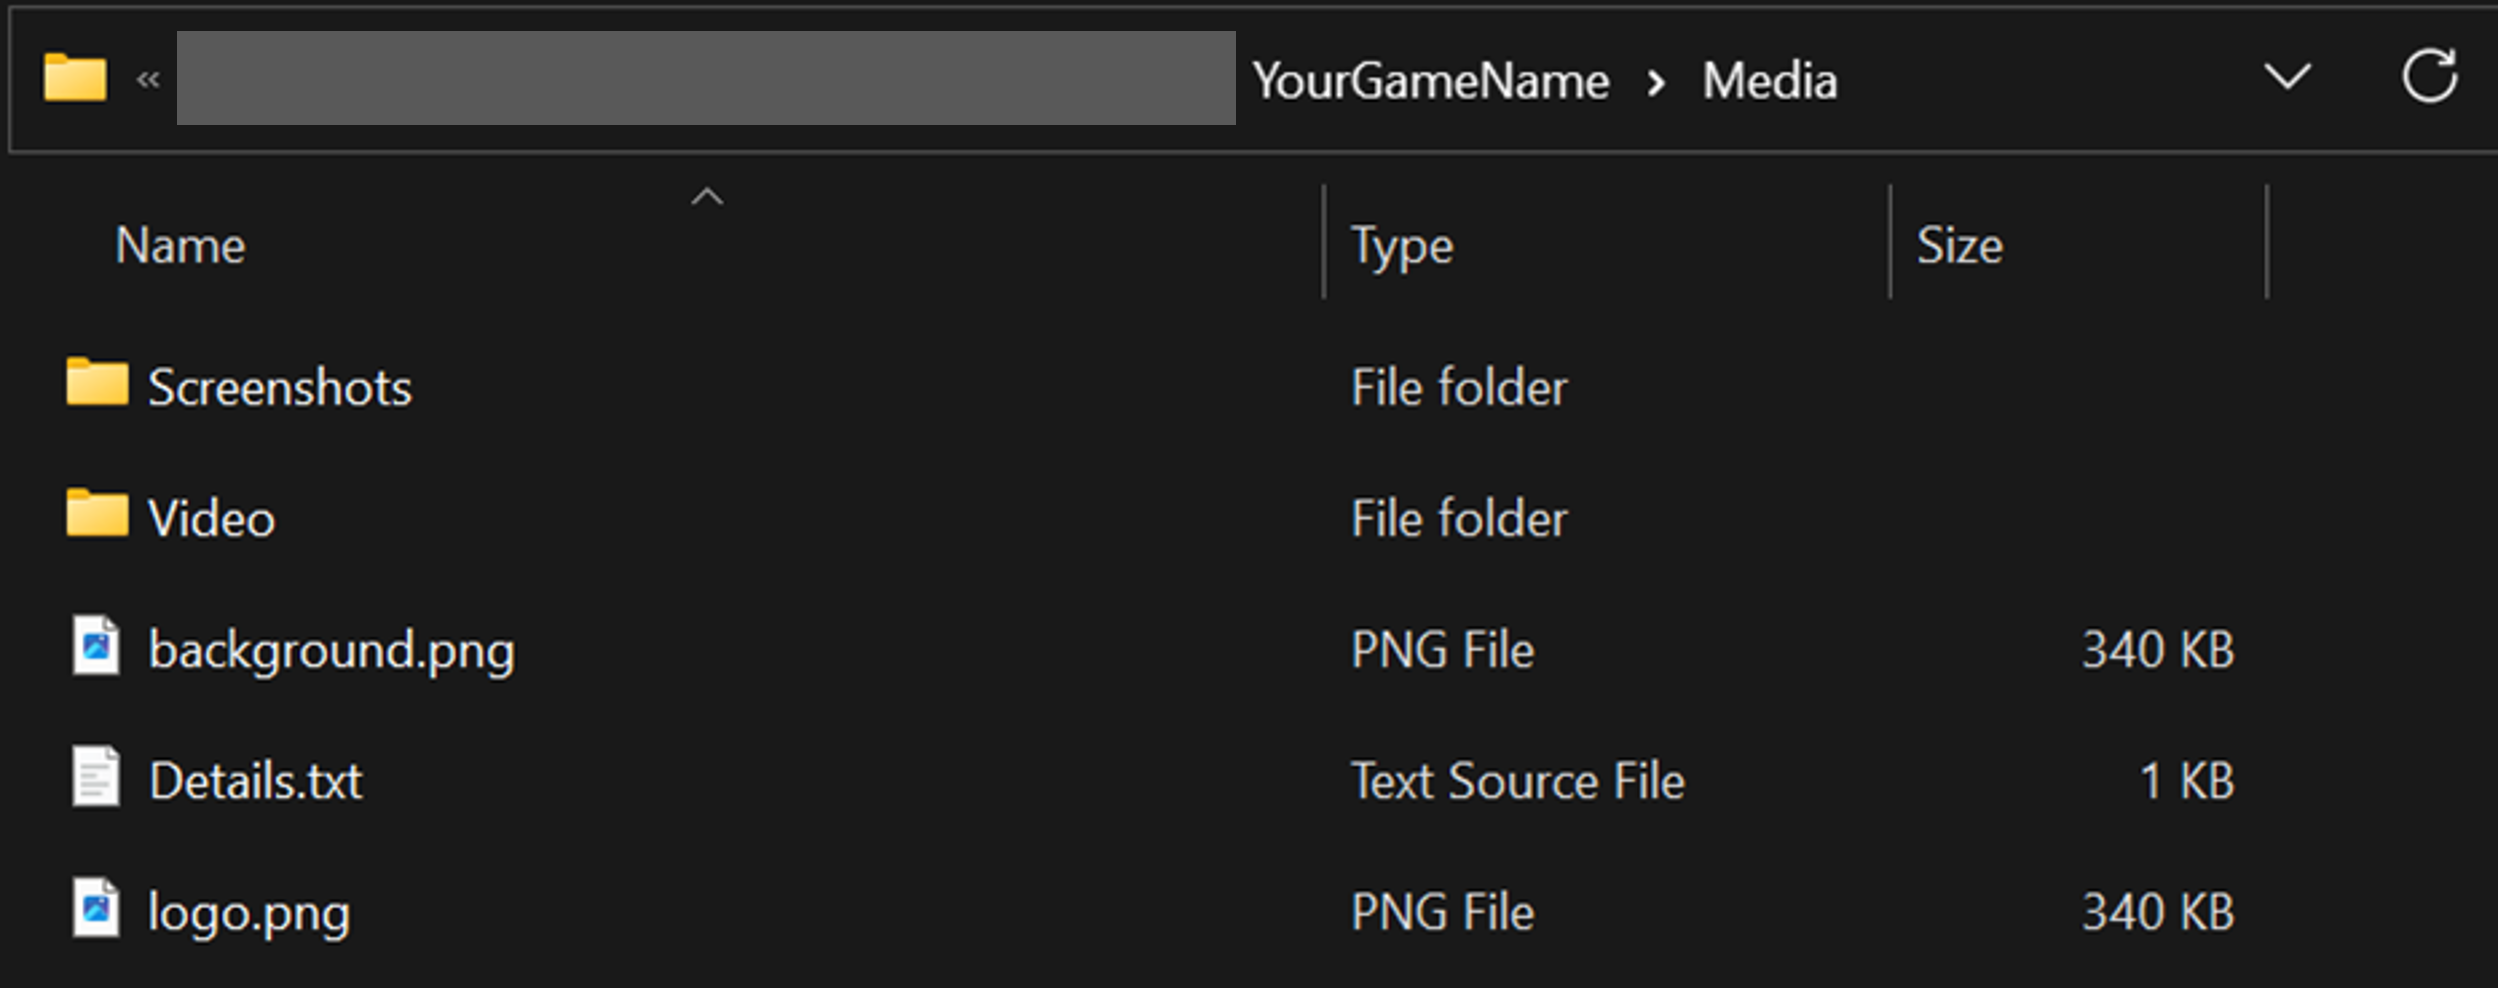 « YourGameName > Media
Name Type Size
Screenshots File folder
Video File folder
background.png PNG File 340 KB
Details.txt Text Source File 1 KB
logo.png PNG File 340 KB